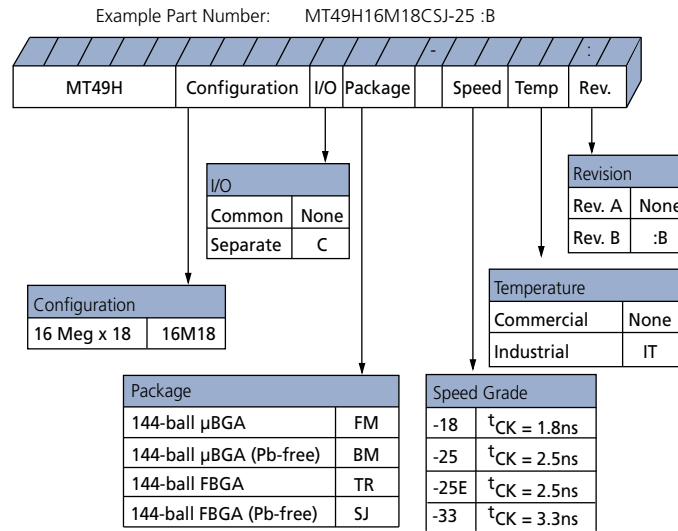 Example Part Number: MT49H16M18CSJ-25 :B
- :
MT49H Configuration I/O Package Speed Temp Rev.
I/O
Common None
Separate C
Revision
Rev. A None
Rev. B :B
Configuration
16 Meg x 18 16M18
Temperature
Commercial None
Industrial IT
Package
144-ball µBGA FM
144-ball µBGA (Pb-free) BM
144-ball FBGA TR
144-ball FBGA (Pb-free) SJ
Speed Grade
-18 tCK = 1.8ns
-25 tCK = 2.5ns
-25E tCK = 2.5ns
-33 tCK = 3.3ns